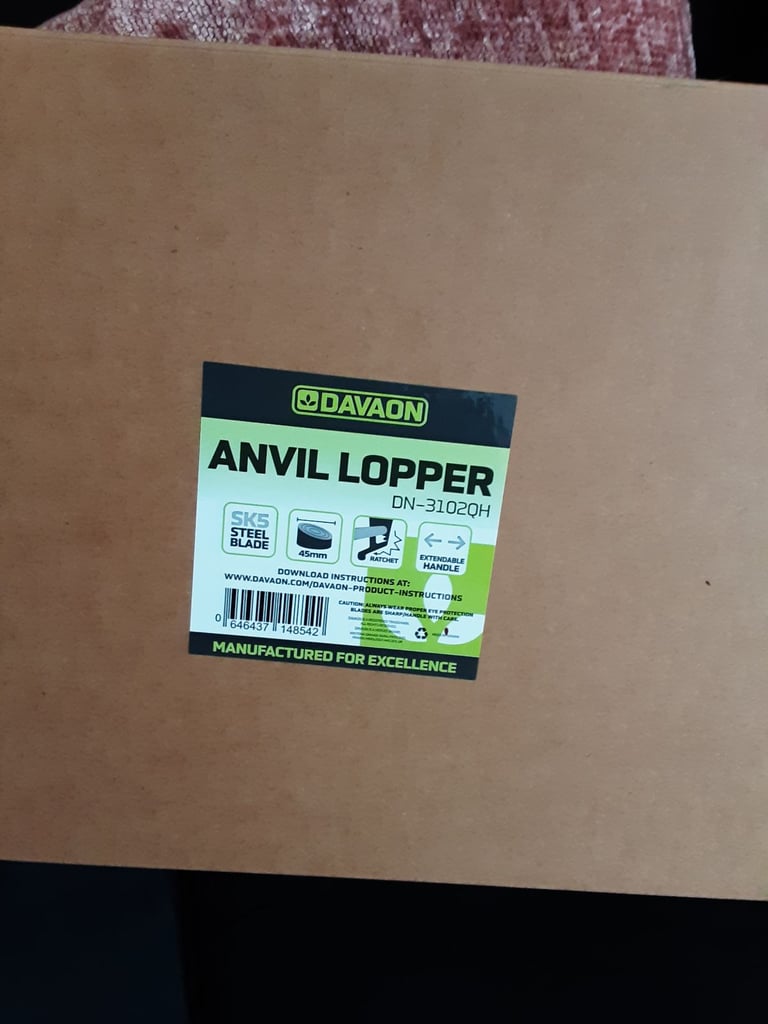 DAVAON
ANVIL LOPPER
DN-3102QH
SK5
STEEL
BLADE
45mm
RATCHET
EXTENDABLE
HANDLE
DOWNLOAD INSTRUCTIONS AT:
WWW.DAVAON.COM/DAVAON-PRODUCT-INSTRUCTIONS
CAUTION: ALWAYS WEAR PROPER EYE PROTECTION
BLADES ARE SHARP/HANDLE WITH CARE.
0 646437 148542
MANUFACTURED FOR EXCELLENCE